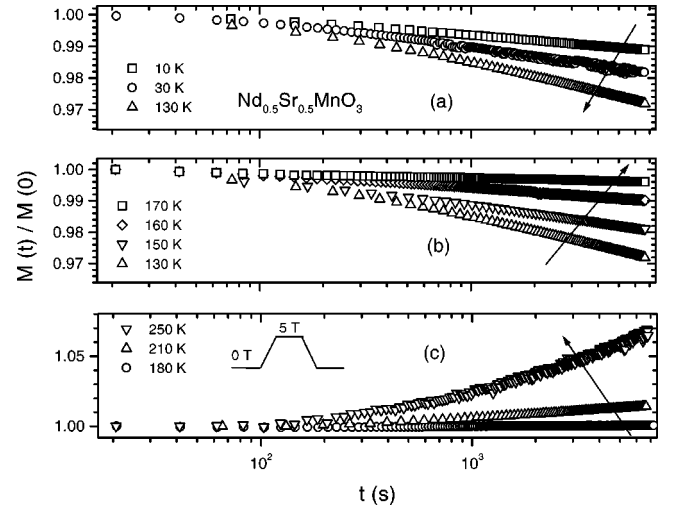 1.00
0.99
0.98
0.97
10 K
30 K
130 K
Nd0.5Sr0.5MnO3
(a)
M (t) / M (0)
1.00
0.99
0.98
0.97
170 K
160 K
150 K
130 K
(b)
1.05
1.00
250 K
210 K
180 K
0 T
5 T
(c)
10²
10³
t (s)